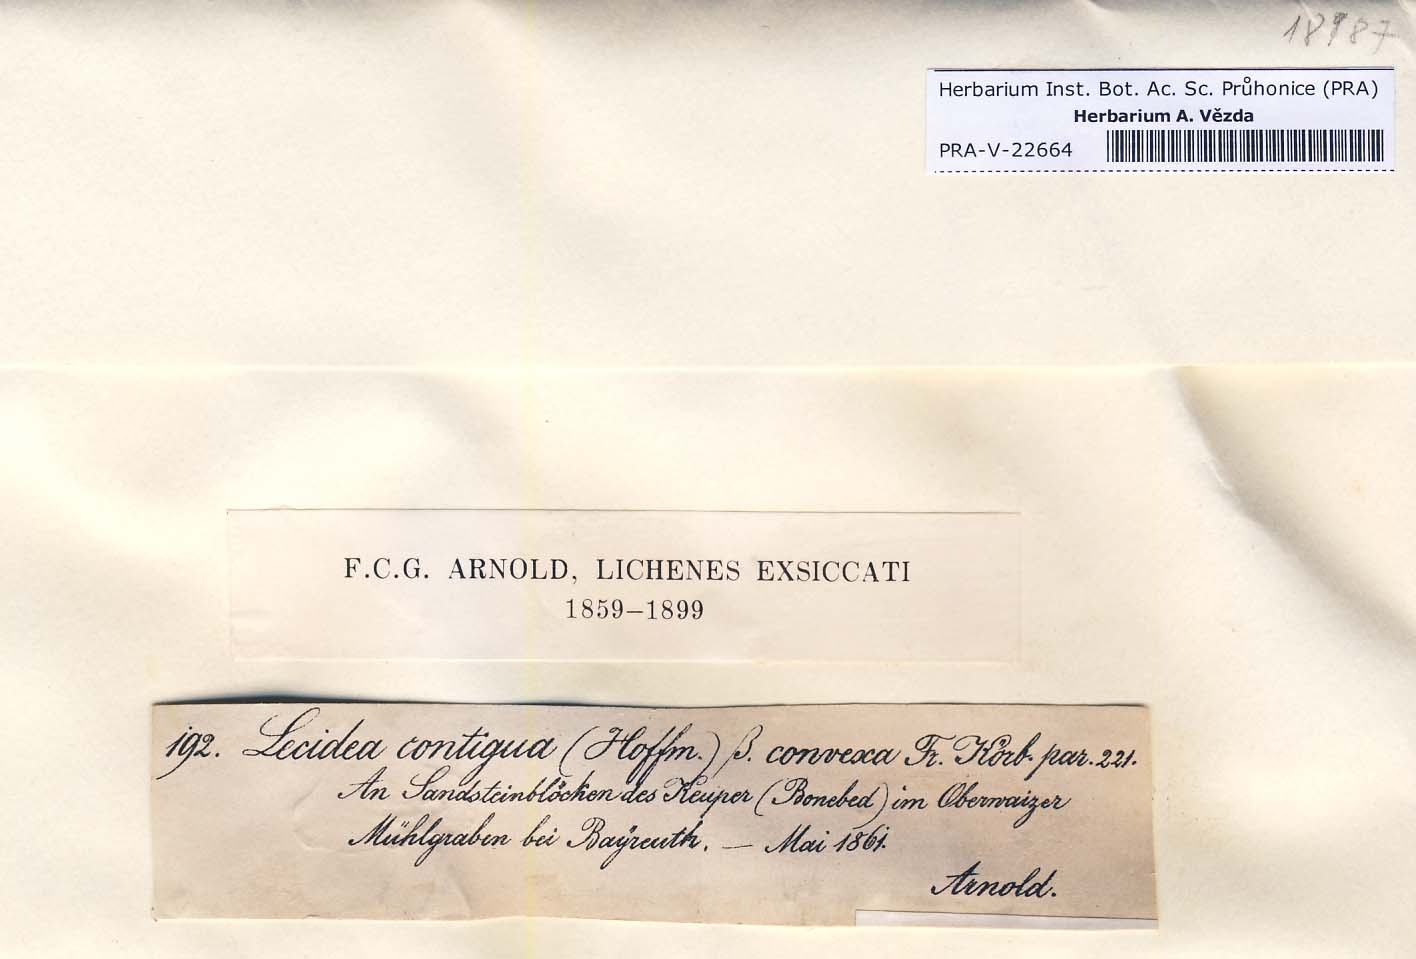 18987
Herbarium Inst. Bot. Ac. Sc. Průhonice (PRA)
Herbarium A. Vězda
PRA-V-22664
F.C.G. ARNOLD, LICHENES EXSICCATI
1859–1899
192. Lecidea contigua (Hoffm.) β. convexa Fr. Körb. par. 221.
An Sandsteinblöcken des Keuper (Bonebed) im Oberwaizer
Mühlgraben bei Baÿreuth. — Mai 1861.
Arnold.